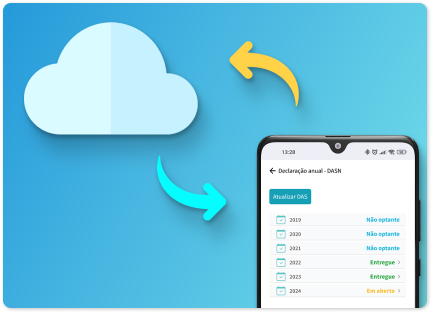 13:28
Declaração anual - DASN
Atualizar DAS
2019 Não optante
2020 Não optante
2021 Não optante
2022 Entregue >
2023 Entregue >
2024 Em aberto >